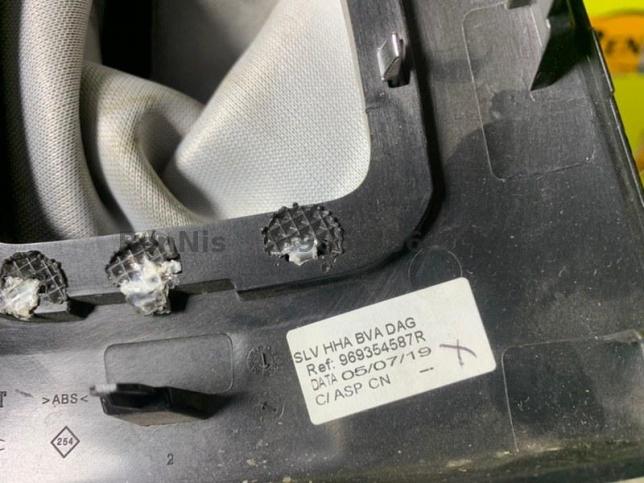 SLV HHA BVA DAG
Ref: 969354587R
DATA 05/07/19 X
C/ ASP CN --
>ABS<
254
2